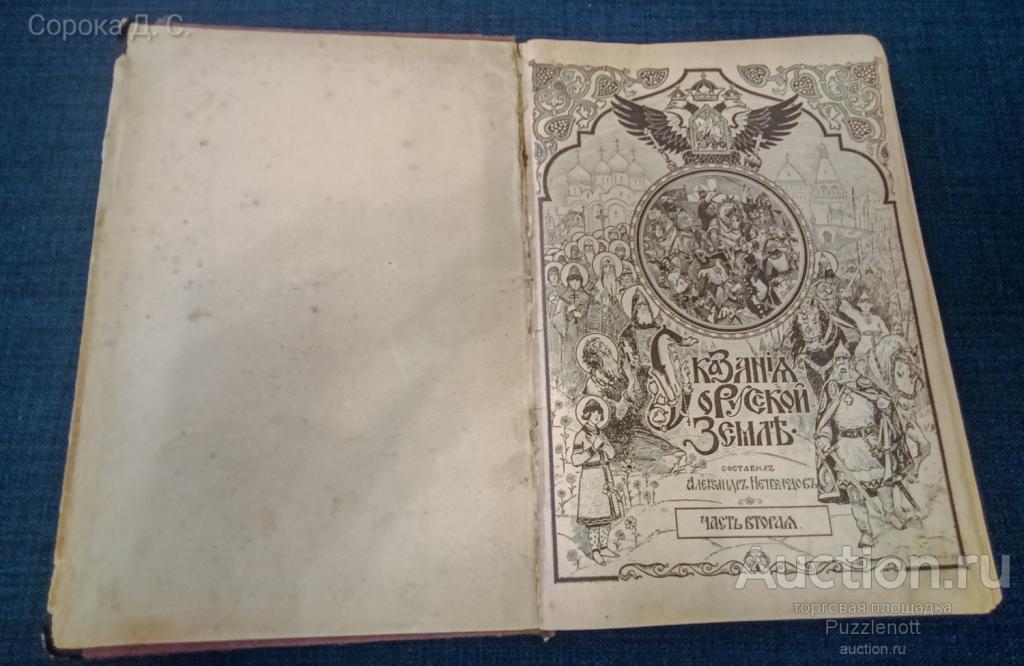 Сорока Д. С.
Сказанія
о Русской
Землѣ.
составилъ
Александръ Нечволодовъ
Часть вторая.
Auction.ru
торговая площадка
Puzzlenott
auction.ru